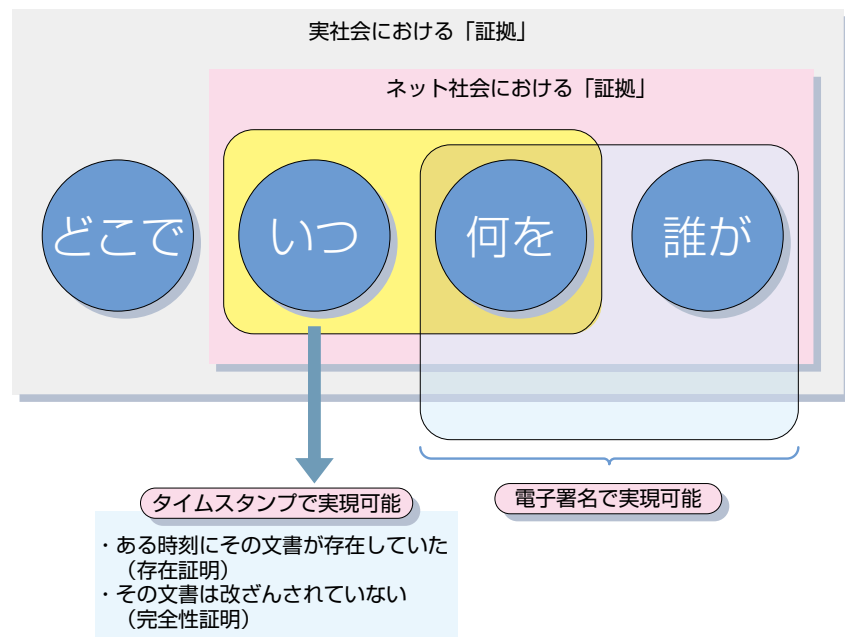 実社会における「証拠」
ネット社会における「証拠」
どこで
いつ
何を
誰が
タイムスタンプで実現可能
電子署名で実現可能
・ある時刻にその文書が存在していた
（存在証明）
・その文書は改ざんされていない
（完全性証明）